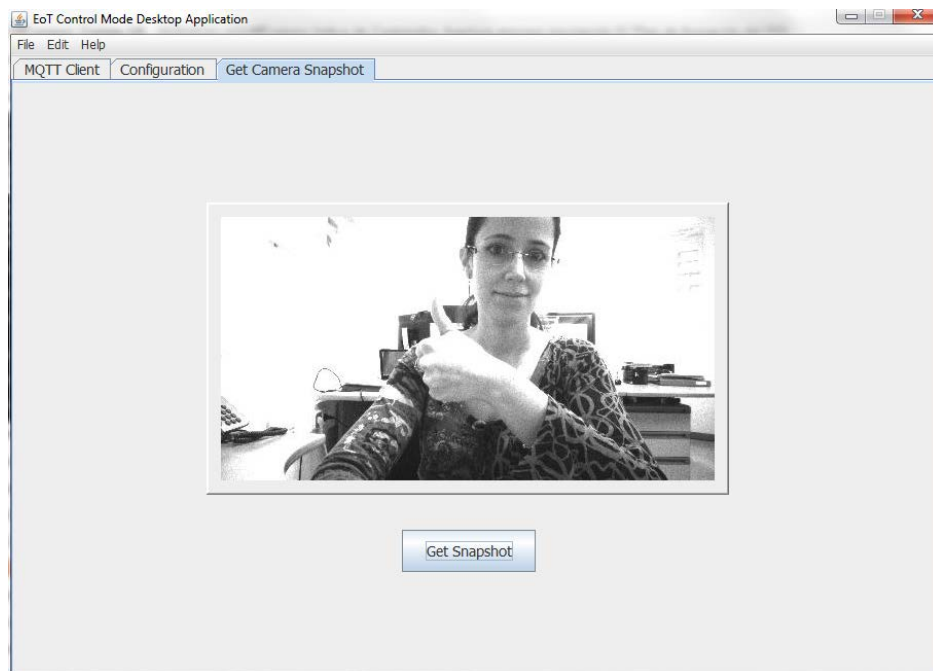 EoT Control Mode Desktop Application
File Edit Help
MQTT Client Configuration Get Camera Snapshot
Get Snapshot